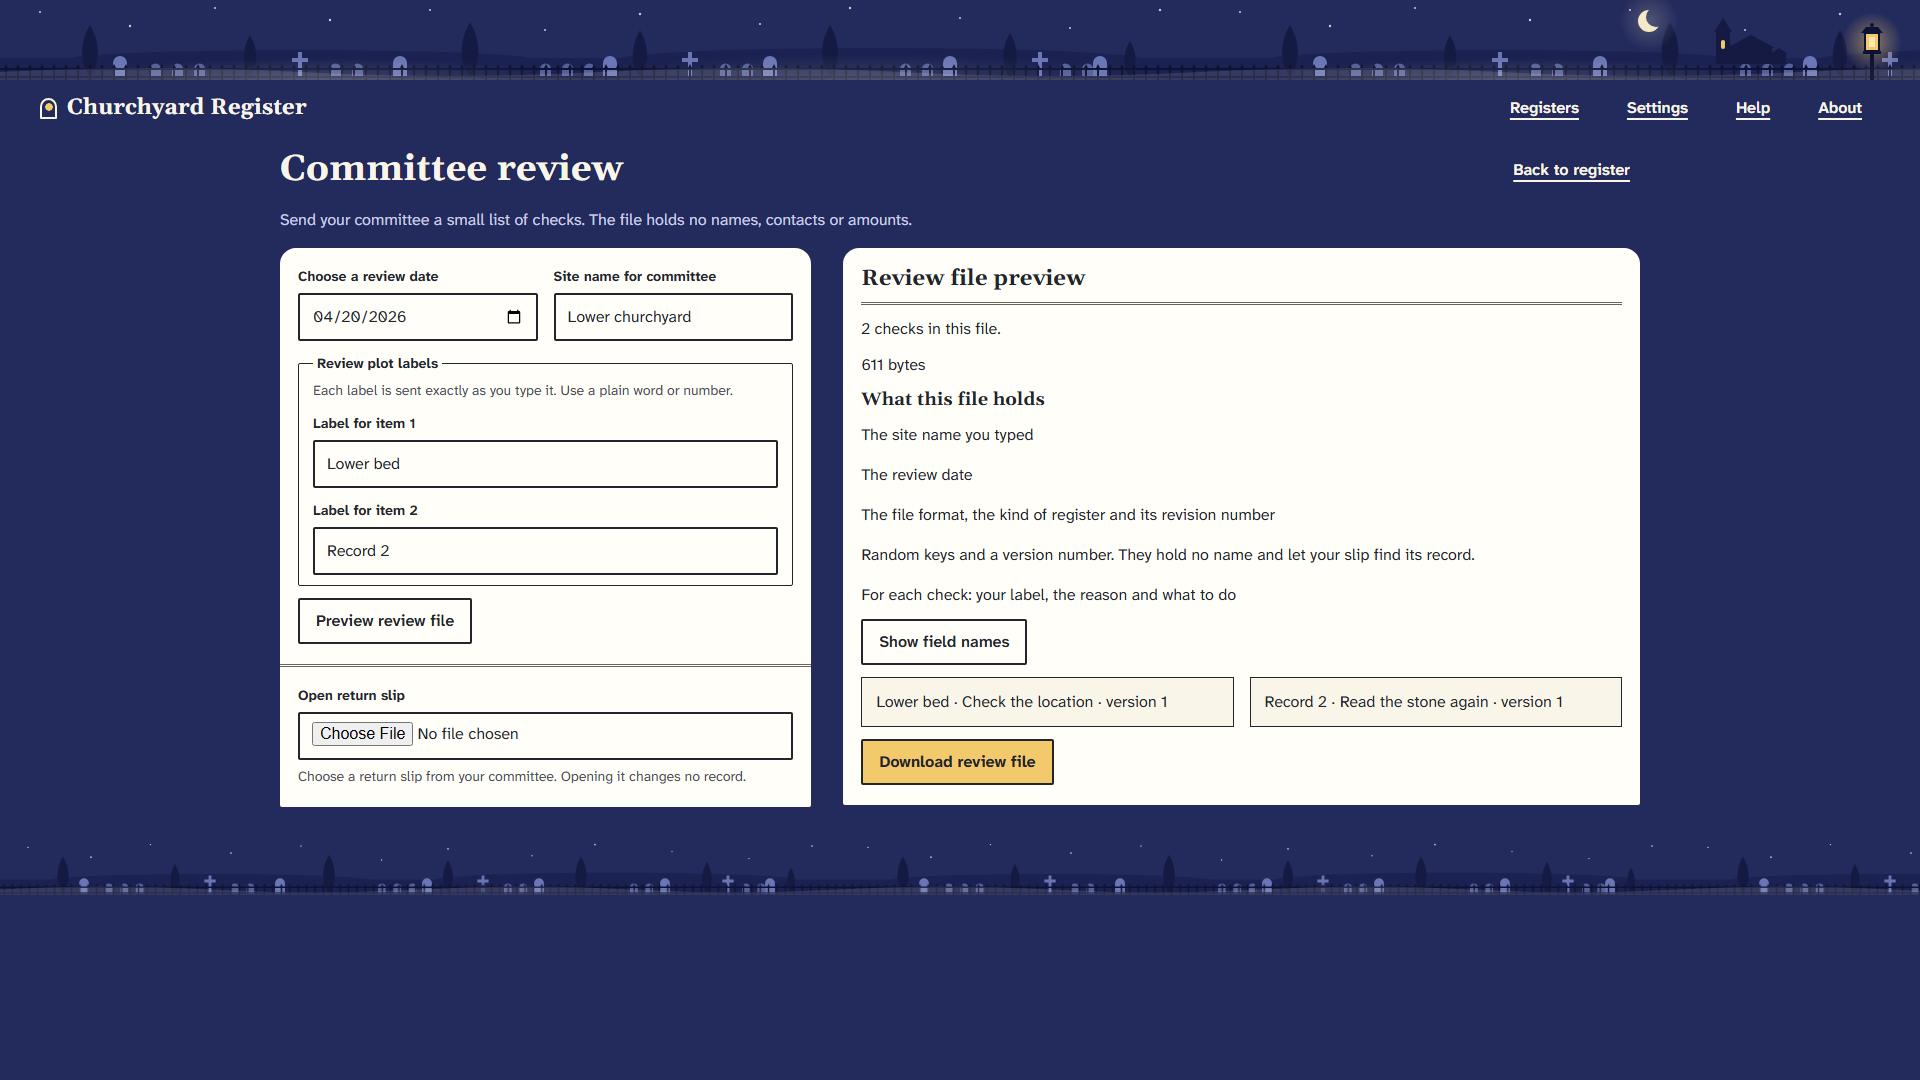 Churchyard Register
Registers
Settings
Help
About
Committee review
Back to register
Send your committee a small list of checks. The file holds no names, contacts or amounts.
Choose a review date
Site name for committee
04/20/2026
Lower churchyard
Review plot labels
Each label is sent exactly as you type it. Use a plain word or number.
Label for item 1
Lower bed
Label for item 2
Record 2
Preview review file
Open return slip
Choose File No file chosen
Choose a return slip from your committee. Opening it changes no record.
Review file preview
2 checks in this file.
611 bytes
What this file holds
The site name you typed
The review date
The file format, the kind of register and its revision number
Random keys and a version number. They hold no name and let your slip find its record.
For each check: your label, the reason and what to do
Show field names
Lower bed · Check the location · version 1
Record 2 · Read the stone again · version 1
Download review file